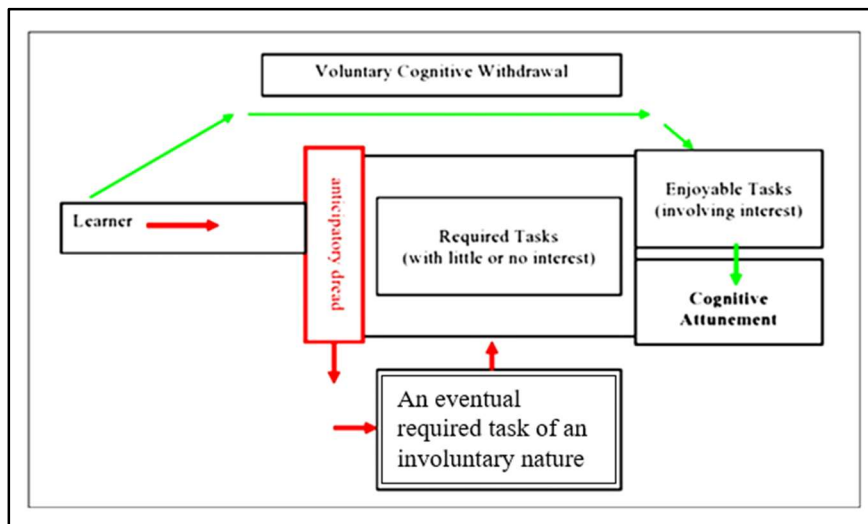 Voluntary Cognitive Withdrawal
Learner
anticipatory dread
Required Tasks
(with little or no interest)
Enjoyable Tasks
(involving interest)
Cognitive
Attunement
An eventual
required task of an
involuntary nature